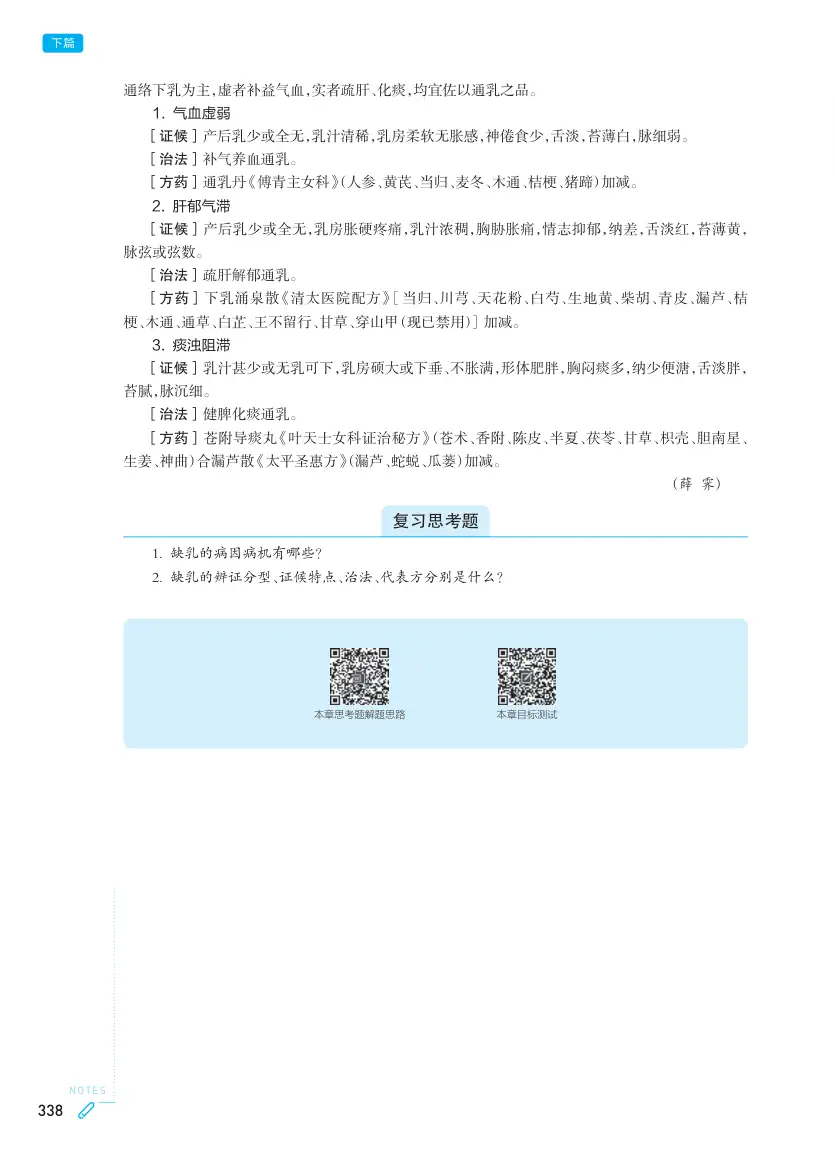 下篇
通络下乳为主,虚者补益气血,实者疏肝、化痰,均宜佐以通乳之品。
1. 气血虚弱
[证候] 产后乳少或全无,乳汁清稀,乳房柔软无胀感,神倦食少,舌淡,苔薄白,脉细弱。
[治法] 补气养血通乳。
[方药] 通乳丹《傅青主女科》(人参、黄芪、当归、麦冬、木通、桔梗、猪蹄)加减。
2. 肝郁气滞
[证候] 产后乳少或全无,乳房胀硬疼痛,乳汁浓稠,胸胁胀痛,情志抑郁,纳差,舌淡红,苔薄黄,
脉弦或弦数。
[治法] 疏肝解郁通乳。
[方药] 下乳涌泉散《清太医院配方》[当归、川芎、天花粉、白芍、生地黄、柴胡、青皮、漏芦、桔
梗、木通、通草、白芷、王不留行、甘草、穿山甲(现已禁用)] 加减。
3. 痰浊阻滞
[证候] 乳汁甚少或无乳可下,乳房硕大或下垂、不胀满,形体肥胖,胸闷痰多,纳少便溏,舌淡胖,
苔腻,脉沉细。
[治法] 健脾化痰通乳。
[方药] 苍附导痰丸《叶天士女科证治秘方》(苍术、香附、陈皮、半夏、茯苓、甘草、枳壳、胆南星、
生姜、神曲)合漏芦散《太平圣惠方》(漏芦、蛇蜕、瓜蒌)加减。
(薛 霁)
复习思考题
1. 缺乳的病因病机有哪些?
2. 缺乳的辨证分型、证候特点、治法、代表方分别是什么?
本章思考题解题思路
本章目标测试
NOTES
338